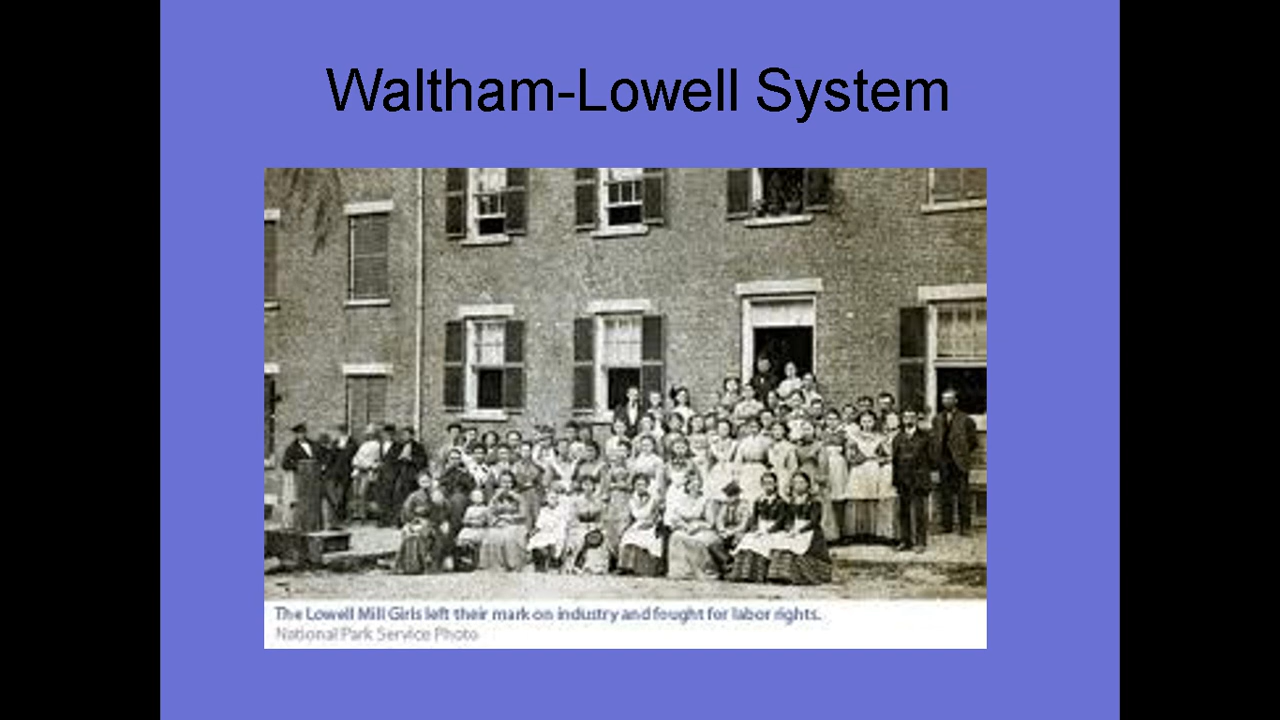 Waltham-Lowell System
The Lowell Mill Girls left their mark on industry and fought for labor rights.
National Park Service Photo